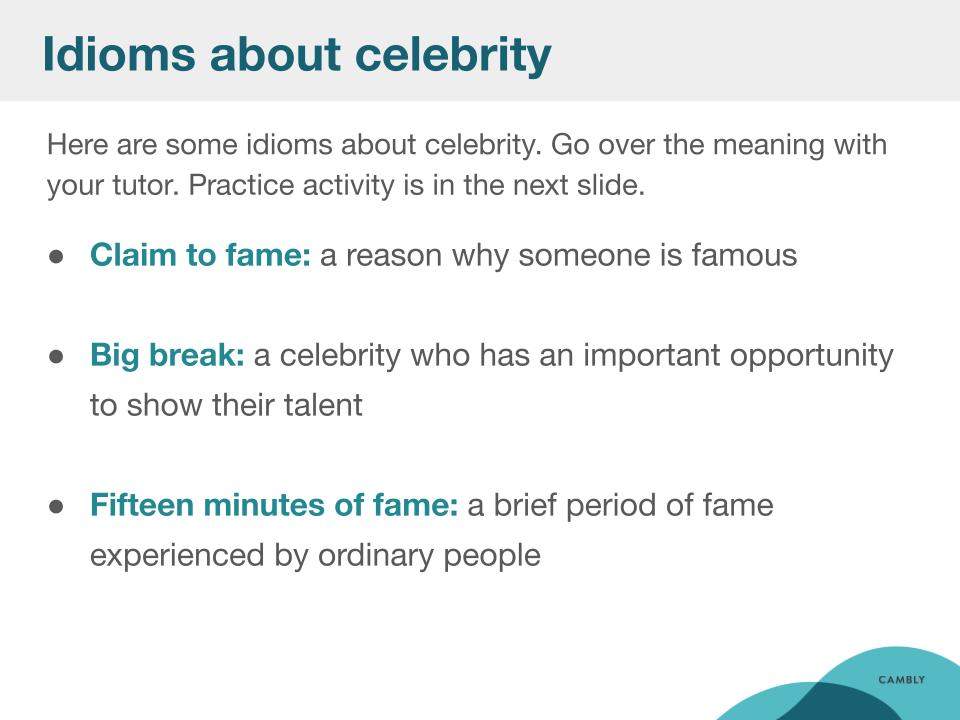 Idioms about celebrity
Here are some idioms about celebrity. Go over the meaning with
your tutor. Practice activity is in the next slide.
● Claim to fame: a reason why someone is famous
● Big break: a celebrity who has an important opportunity
to show their talent
● Fifteen minutes of fame: a brief period of fame
experienced by ordinary people
CAMBLY